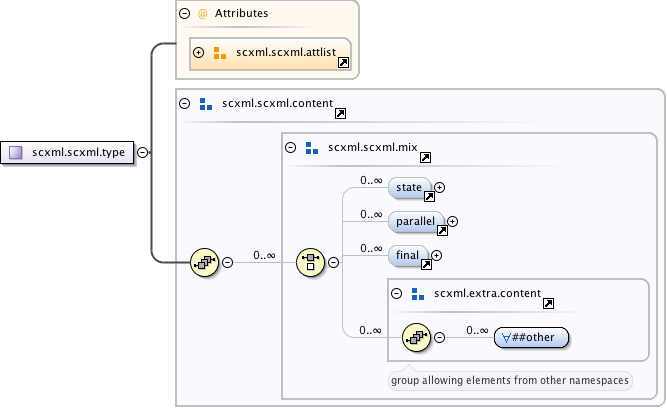 @ Attributes
scxml.scxml.attlist
scxml.scxml.content
scxml.scxml.type
scxml.scxml.mix
0..∞ state
0..∞ parallel
0..∞
0..∞ final
scxml.extra.content
0..∞
0..∞
∀##other
group allowing elements from other namespaces